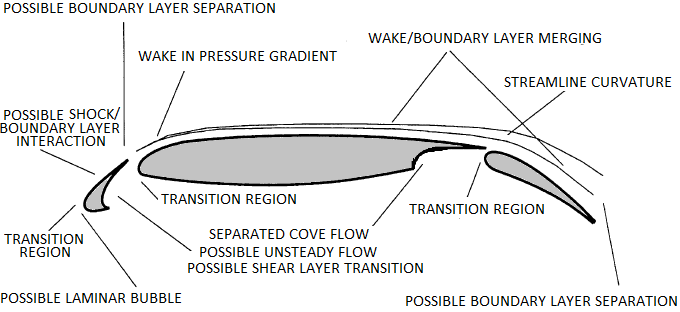 POSSIBLE BOUNDARY LAYER SEPARATION
WAKE/BOUNDARY LAYER MERGING
WAKE IN PRESSURE GRADIENT
STREAMLINE CURVATURE
POSSIBLE SHOCK/
BOUNDARY LAYER
INTERACTION
TRANSITION REGION
TRANSITION REGION
SEPARATED COVE FLOW
TRANSITION
REGION
POSSIBLE UNSTEADY FLOW
POSSIBLE SHEAR LAYER TRANSITION
POSSIBLE LAMINAR BUBBLE
POSSIBLE BOUNDARY LAYER SEPARATION